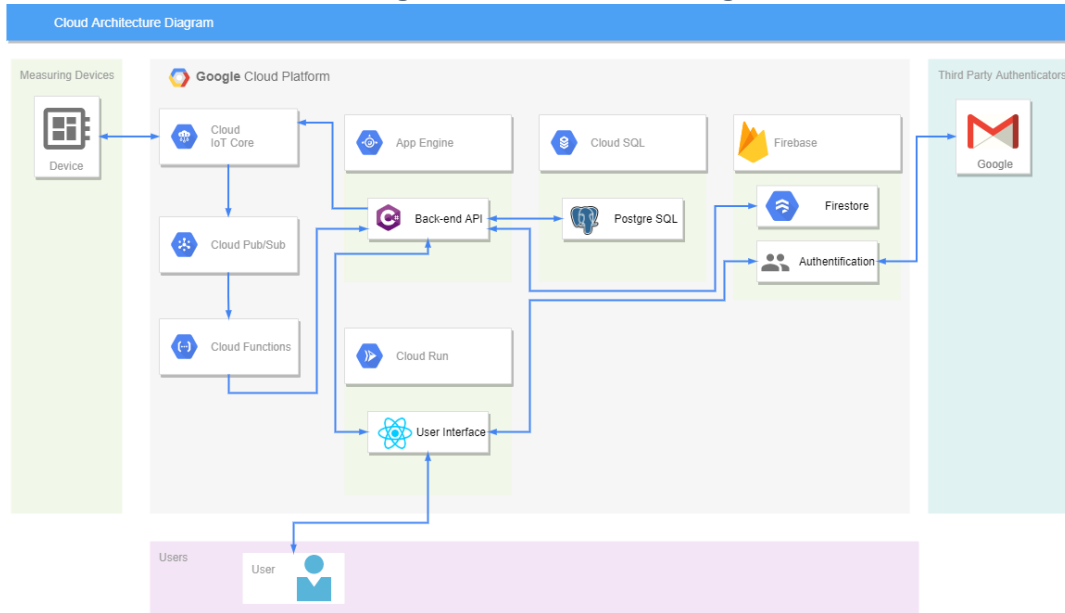 Cloud Architecture Diagram
Measuring Devices
Device
Google Cloud Platform
Cloud
IoT Core
Cloud Pub/Sub
Cloud Functions
App Engine
Back-end API
Cloud Run
User Interface
Cloud SQL
Postgre SQL
Firebase
Firestore
Authentification
Third Party Authenticators
Google
Users
User